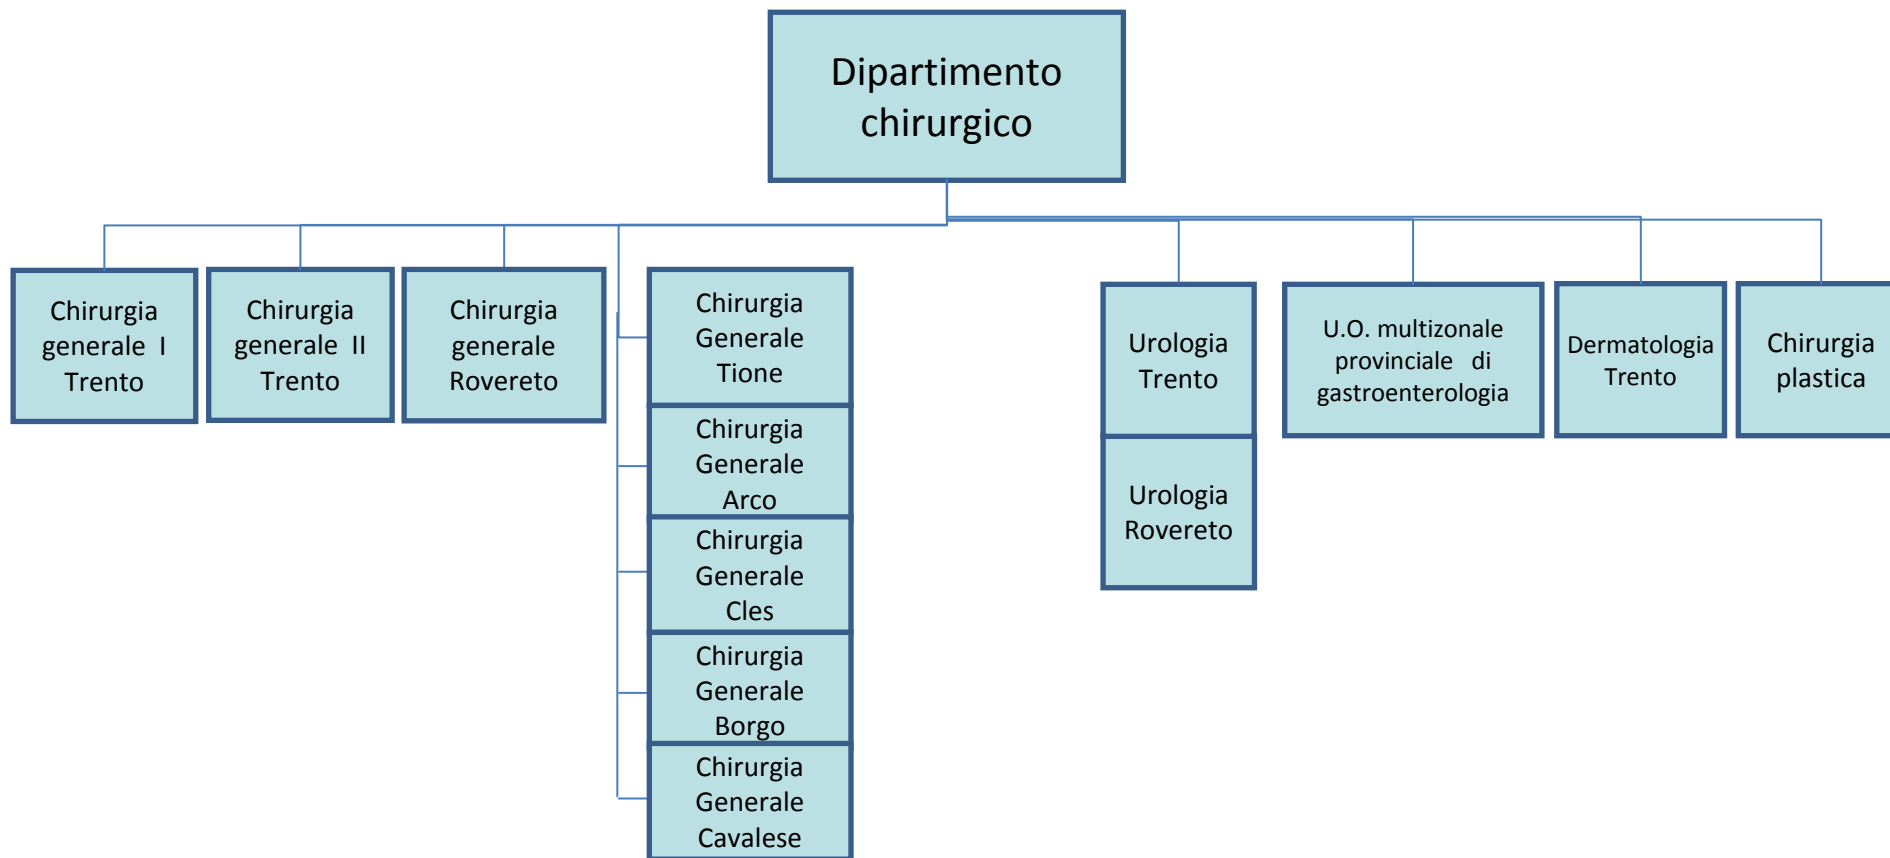 Dipartimento
chirurgico
Chirurgia
generale I
Trento
Chirurgia
generale II
Trento
Chirurgia
generale
Rovereto
Chirurgia
Generale
Tione
Chirurgia
Generale
Arco
Chirurgia
Generale
Cles
Chirurgia
Generale
Borgo
Chirurgia
Generale
Cavalese
Urologia
Trento
Urologia
Rovereto
U.O. multizonale
provinciale di
gastroenterologia
Dermatologia
Trento
Chirurgia
plastica